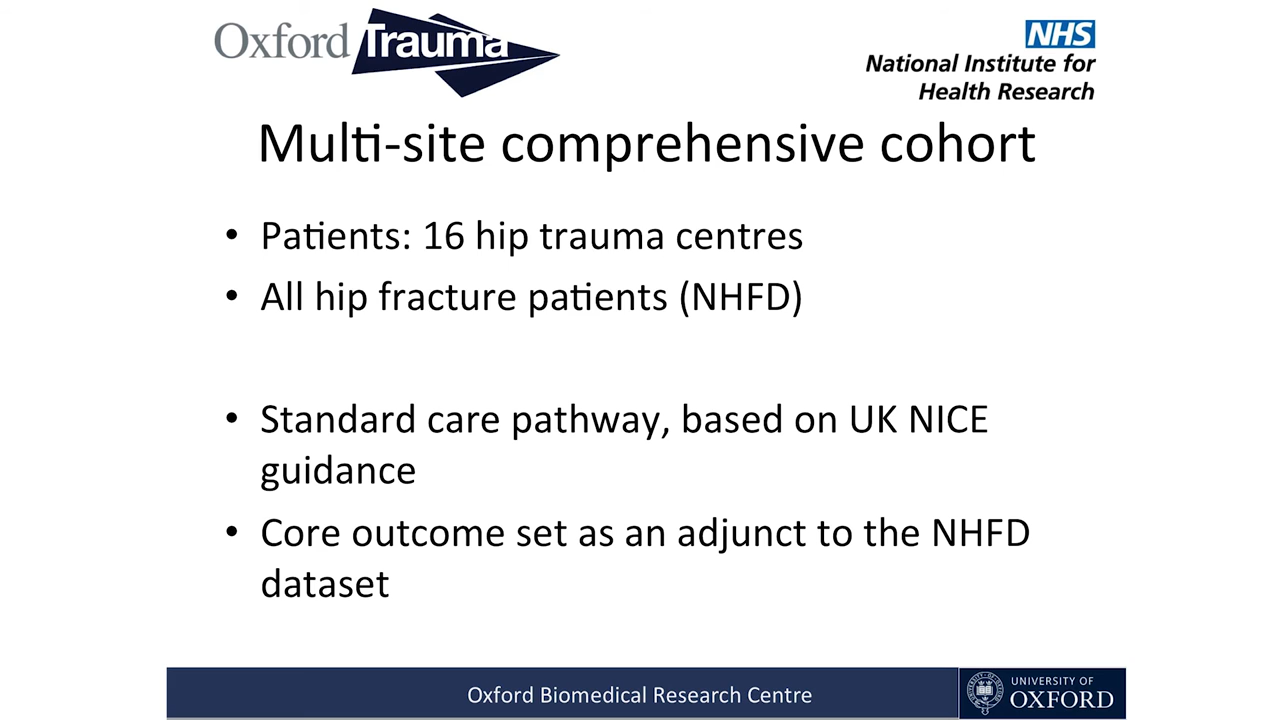 Oxford Trauma
NHS
National Institute for
Health Research
Multi-site comprehensive cohort
• Patients: 16 hip trauma centres
• All hip fracture patients (NHFD)
• Standard care pathway, based on UK NICE
guidance
• Core outcome set as an adjunct to the NHFD
dataset
Oxford Biomedical Research Centre
UNIVERSITY OF
OXFORD